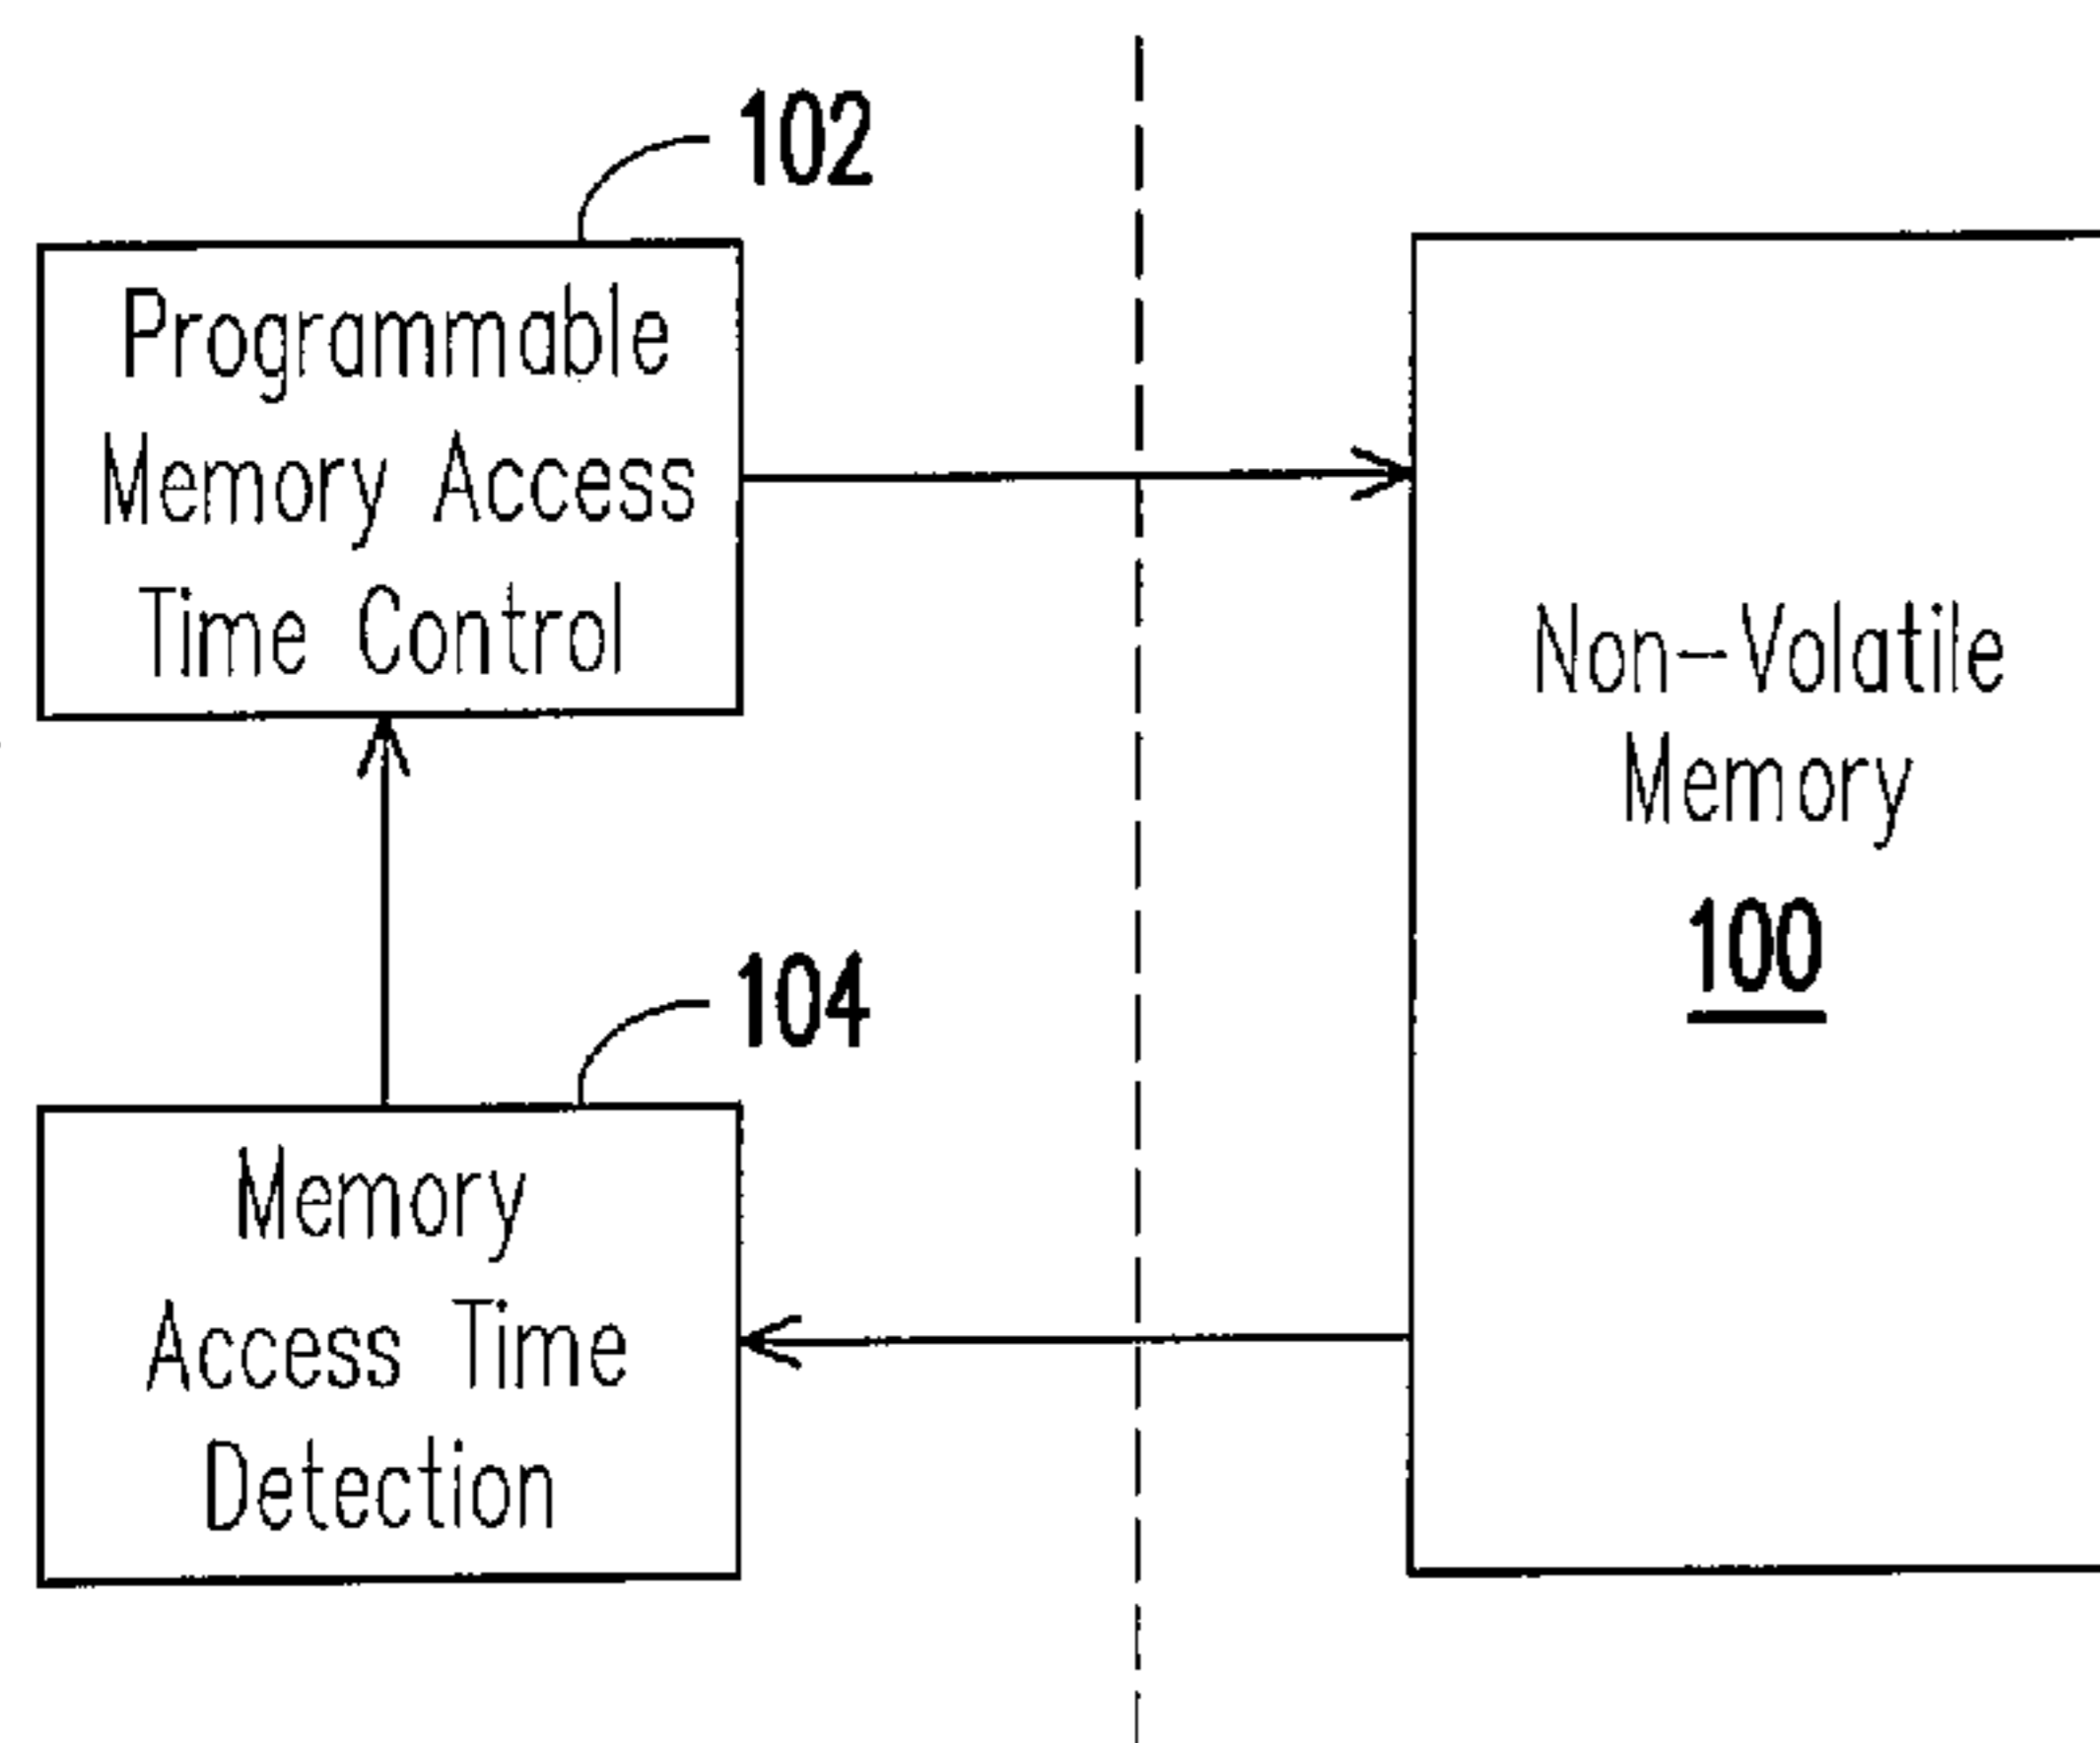 102
Programmable
Memory Access
Time Control
Non-Volatile
Memory
100
104
Memory
Access Time
Detection